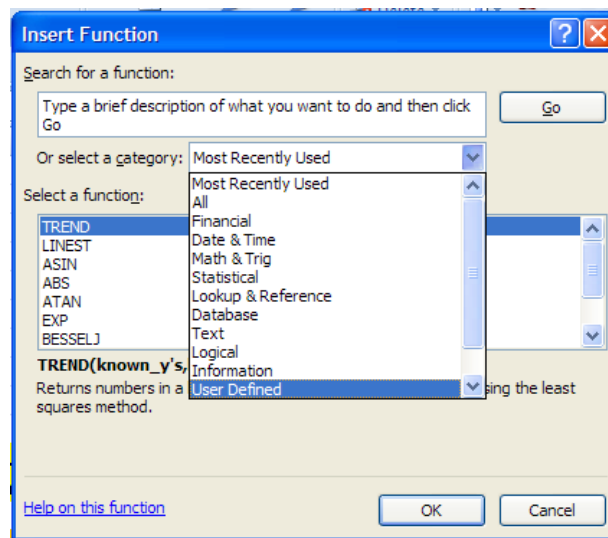 Insert Function
Search for a function:
Type a brief description of what you want to do and then click
Go
Go
Or select a category:
Most Recently Used
Most Recently Used
All
Financial
Date & Time
Math & Trig
Statistical
Lookup & Reference
Database
Text
Logical
Information
User Defined
Select a function:
TREND
LINEST
ASIN
ABS
ATAN
EXP
BESSELJ
TREND(known_y's,
Returns numbers in a
sing the least
squares method.
Help on this function
OK
Cancel